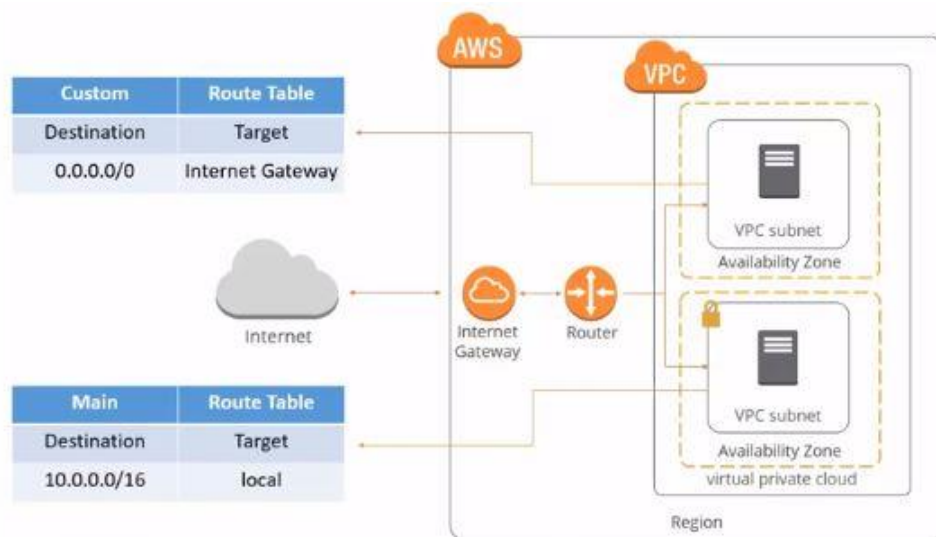 AWS
VPC
Custom Route Table
Destination Target
0.0.0.0/0 Internet Gateway
VPC subnet
Availability Zone
Internet
Internet
Gateway
Router
Main Route Table
Destination Target
10.0.0.0/16 local
VPC subnet
Availability Zone
virtual private cloud
Region